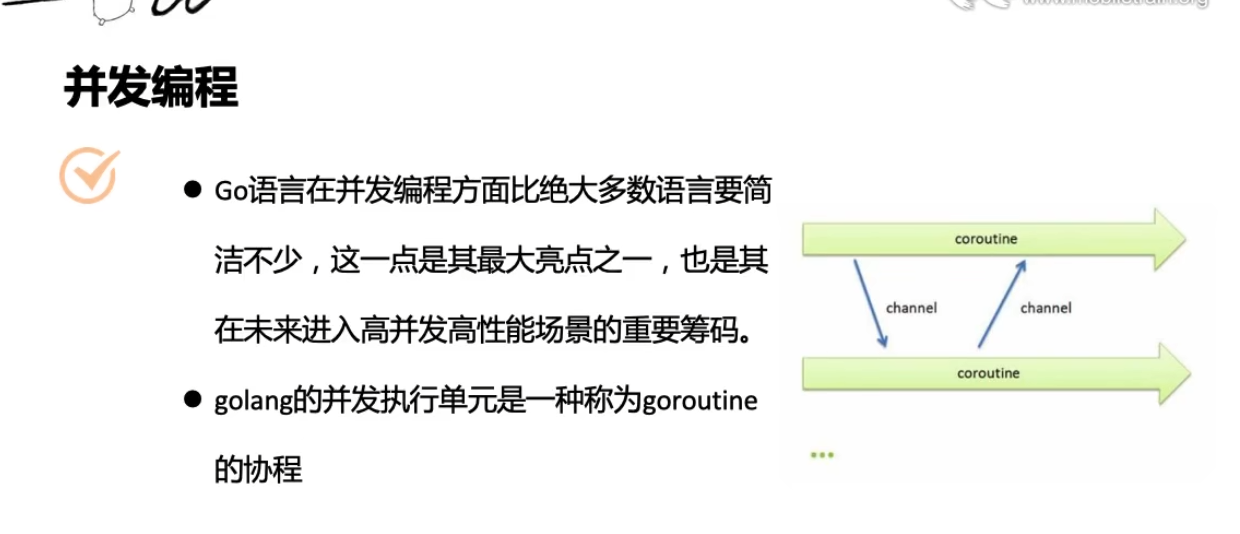 并发编程
Go语言在并发编程方面比绝大多数语言要简
洁不少，这一点是其最大亮点之一，也是其
在未来进入高并发高性能场景的重要筹码。
golang的并发执行单元是一种称为goroutine
的协程
coroutine
channel channel
coroutine